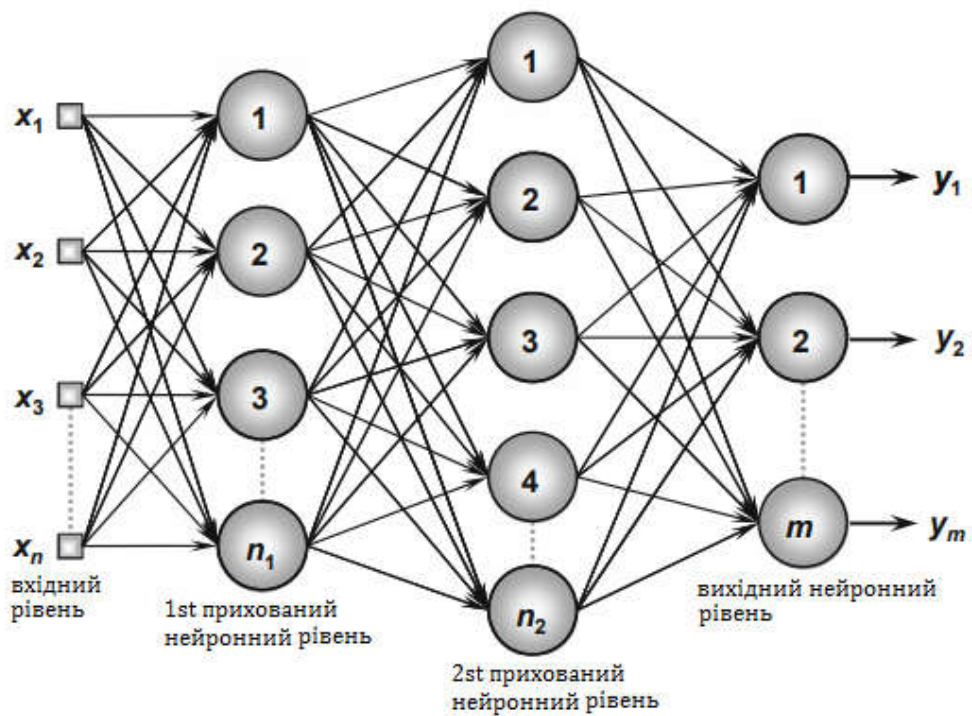 x₁
x₂
x₃
xₙ
вхідний
рівень
1
2
3
n₁
1st прихований
нейронний рівень
1
2
3
4
n₂
2st прихований
нейронний рівень
1
2
m
вихідний нейронний
рівень
y₁
y₂
yₘ